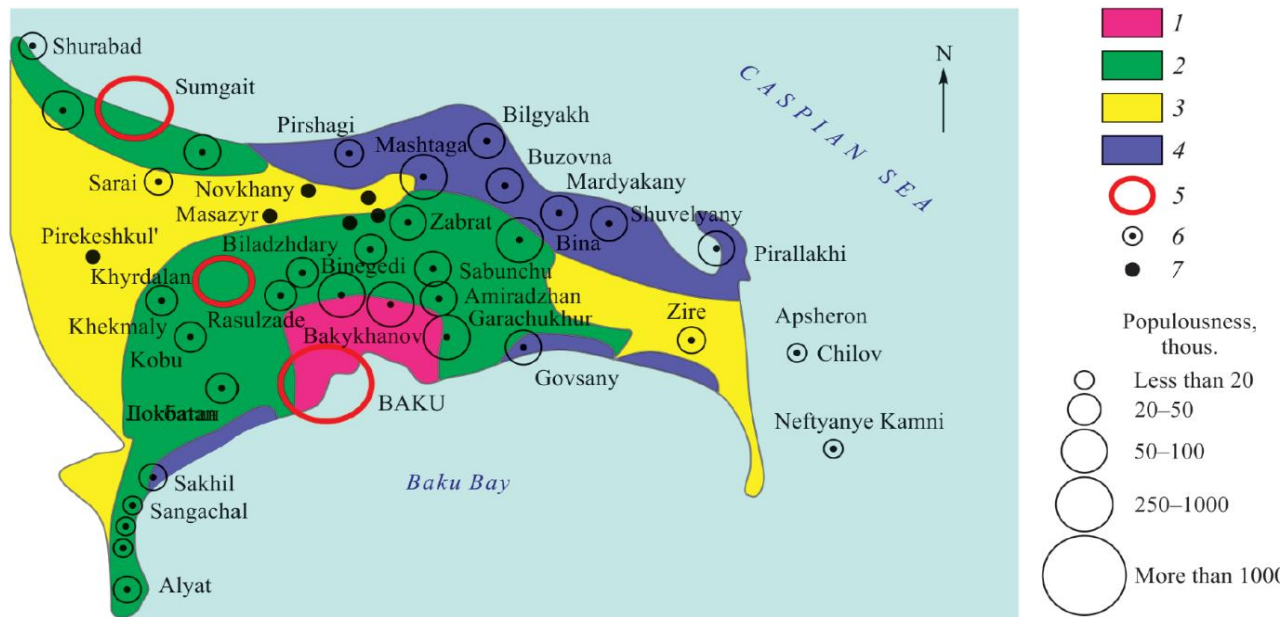 Shurabad
Sumgait
Pirshagi
Bilgyakh
Mashtaga
Buzovna
Sarai
Novkhany
Mardyakany
Masazyr
Zabrat
Shuvelyany
Pirekeshkul'
Biladzhdary
Bina
Pirallakhi
Khyrdalan
Binegedi
Sabunchu
Khekmaly
Rasulzade
Amiradzhan
Garachukhur
Zire
Apsheron
Kobu
Bakykhanov
Govsany
Chilov
BAKU
Neftyanye Kamni
Sakhil
Baku Bay
Sangachal
Alyat
N
CASPIAN SEA
1
2
3
4
5
6
7
Populousness,
thous.
Less than 20
20–50
50–100
250–1000
More than 1000